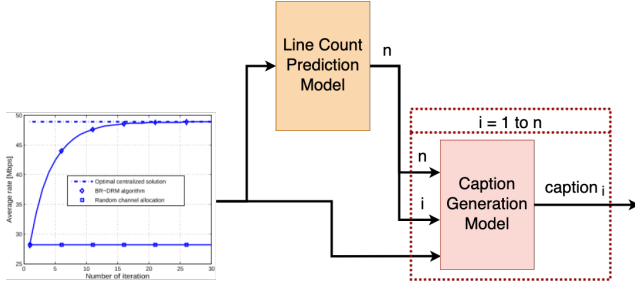 Line Count
Prediction
Model
n
i = 1 to n
n
i
Caption
Generation
Model
caption i
Average rate [Mbps]
50
45
40
35
30
25
Optimal centralized solution
BR−DRM algorithm
Random channel allocation
1
5
10
15
20
25
30
Number of iteration